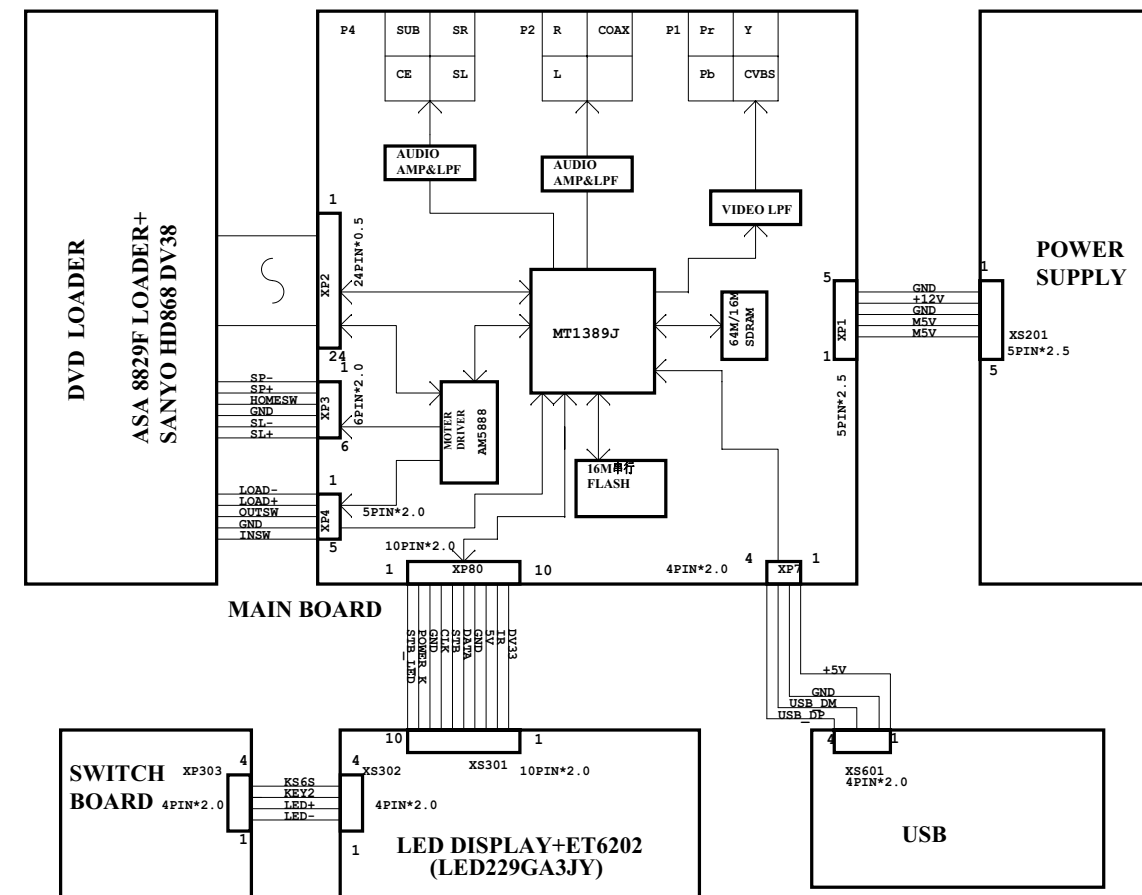 P4
SUB SR
CE SL
P2
R COAX
L
P1
Pr Y
Pb CVBS
AUDIO
AMP&LPF
AUDIO
AMP&LPF
VIDEO LPF
DVD LOADER
ASA 8829F LOADER+
SANYO HD868 DV38
1
XP2
24PIN*0.5
24
SP-
SP+
HOMESW
GND
SL-
SL+
1
XP3
6PIN*2.0
6
LOAD-
LOAD+
OUTSW
GND
INSW
1
XP4
5PIN*2.0
5
MT1389J
64M/16M
SDRAM
MOTER
DRIVER
AM5888
16M串行
FLASH
5
XP1
1
5PIN*2.5
GND
+12V
GND
M5V
M5V
1
XS201
5PIN*2.5
5
POWER
SUPPLY
10PIN*2.0
1 XP80 10
4PIN*2.0
4 XP7 1
MAIN BOARD
STB_LED
POWER_K
GND
CLK
STB
DATA
GND
5V
IR
DV33
+5V
GND
USB_DM
USB_DP
10 1
XS301
10PIN*2.0
4 1
XS601
4PIN*2.0
USB
SWITCH
BOARD
XP303
4PIN*2.0
4
1
KS6S
KEY2
LED+
LED-
4
XS302
4PIN*2.0
1
LED DISPLAY+ET6202
(LED229GA3JY)